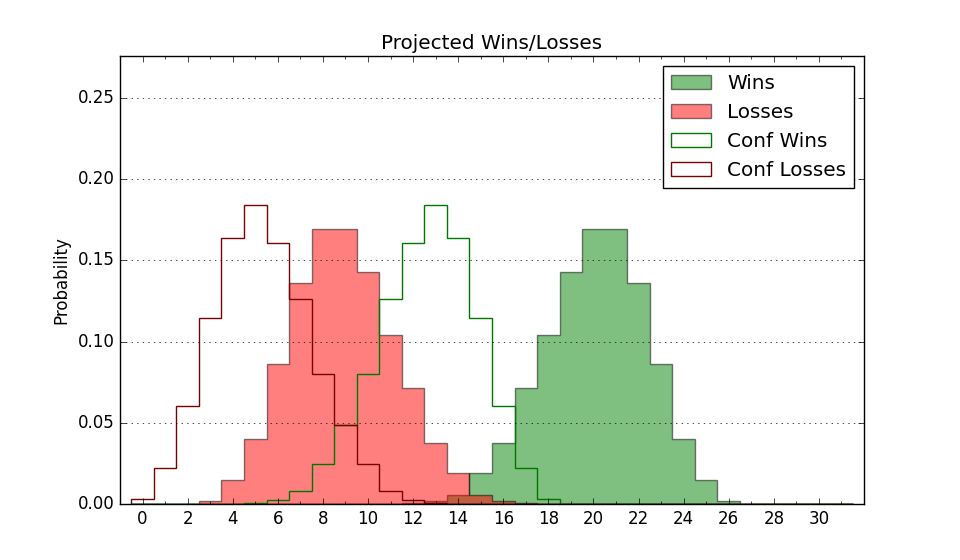 Projected Wins/Losses
Probability
0.25
0.20
0.15
0.10
0.05
0.00
0 2 4 6 8 10 12 14 16 18 20 22 24 26 28 30
Wins
Losses
Conf Wins
Conf Losses